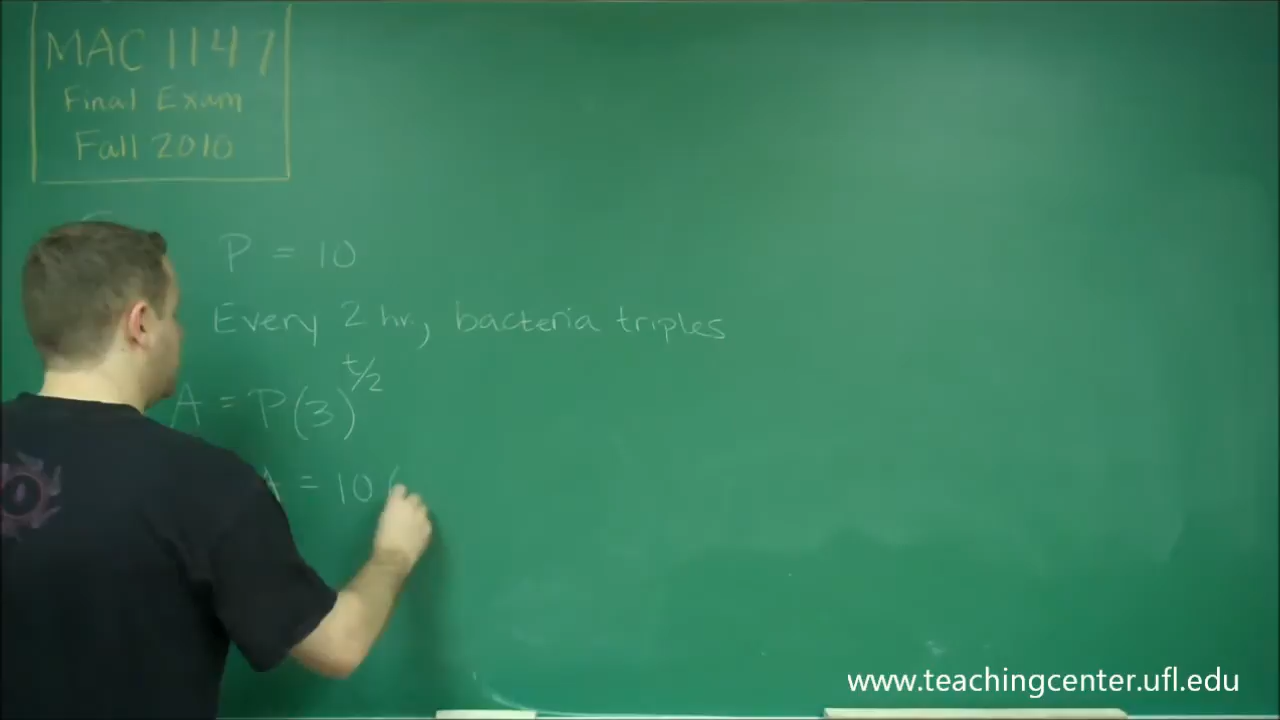 MAC 1147
Final Exam
Fall 2010
P = 10
Every 2 hr., bacteria triples
A = P(3)^{t/2}
A = 10 (
www.teachingcenter.ufl.edu